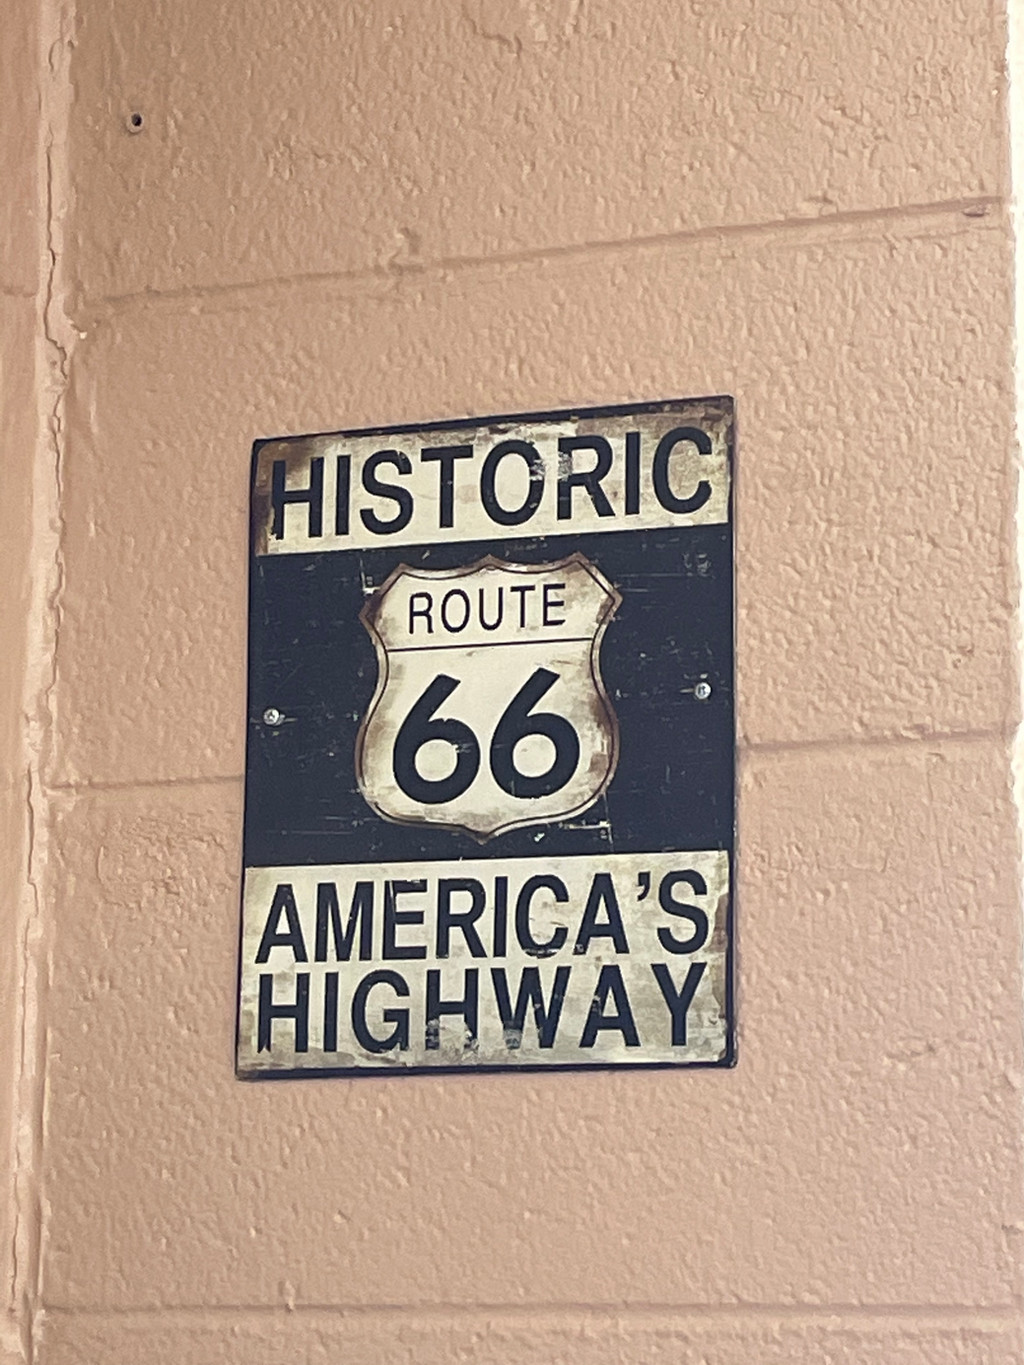 HISTORIC
ROUTE
66
AMERICA'S
HIGHWAY